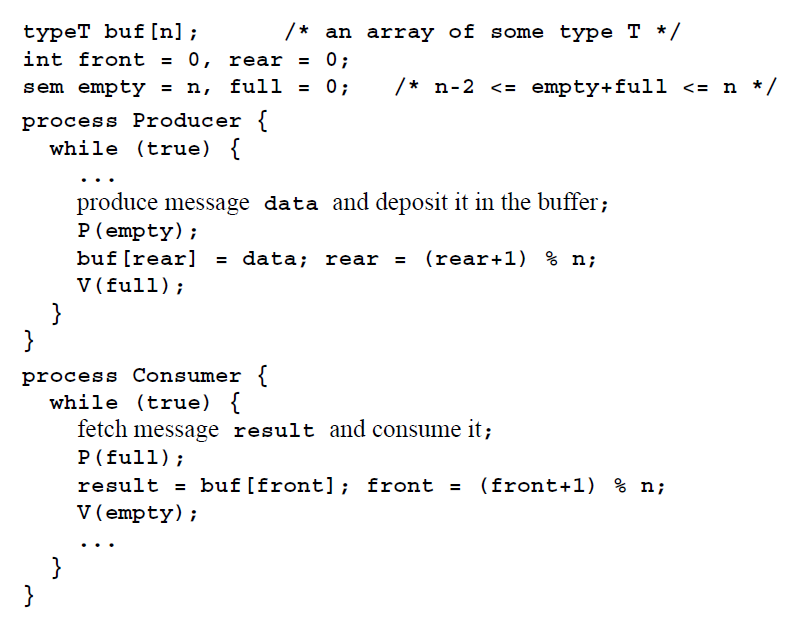 typeT buf[n];      /* an array of some type T */
int front = 0, rear = 0;
sem empty = n, full = 0;   /* n-2 <= empty+full <= n */
process Producer {
  while (true) {
    ...
    produce message data and deposit it in the buffer;
    P(empty);
    buf[rear] = data; rear = (rear+1) % n;
    V(full);
  }
}
process Consumer {
  while (true) {
    fetch message result and consume it;
    P(full);
    result = buf[front]; front = (front+1) % n;
    V(empty);
    ...
  }
}